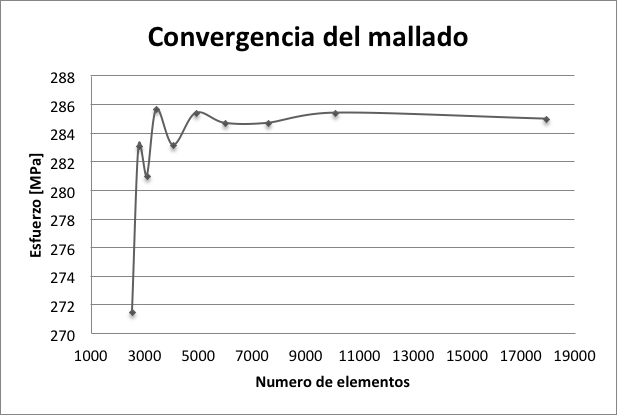 Convergencia del mallado
288
286
284
282
280
278
276
274
272
270
Esfuerzo [MPa]
1000 3000 5000 7000 9000 11000 13000 15000 17000 19000
Numero de elementos